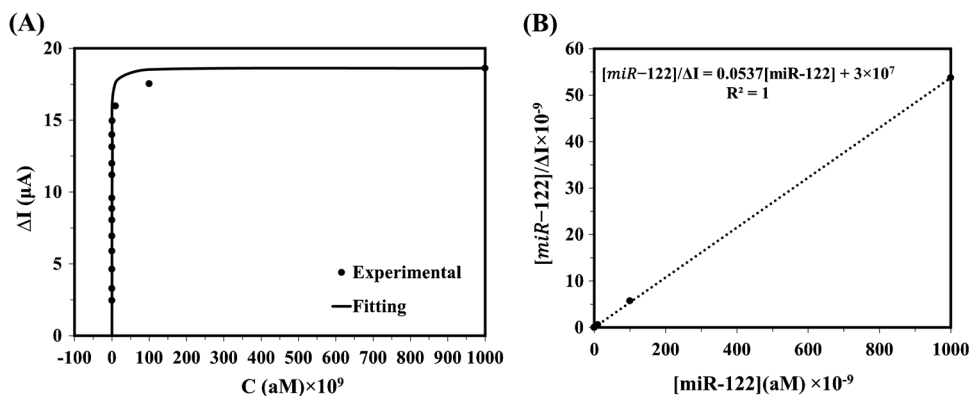 (A)
20
15
10
5
0
ΔI (µA)
-100 0 100 200 300 400 500 600 700 800 900 1000
C (aM)×10⁹
Experimental
Fitting
(B)
60
50
40
30
20
10
0
[miR−122]/ΔI×10⁻⁹
[miR−122]/ΔI = 0.0537[miR-122] + 3×10⁷
R² = 1
0 200 400 600 800 1000
[miR-122](aM) ×10⁻⁹